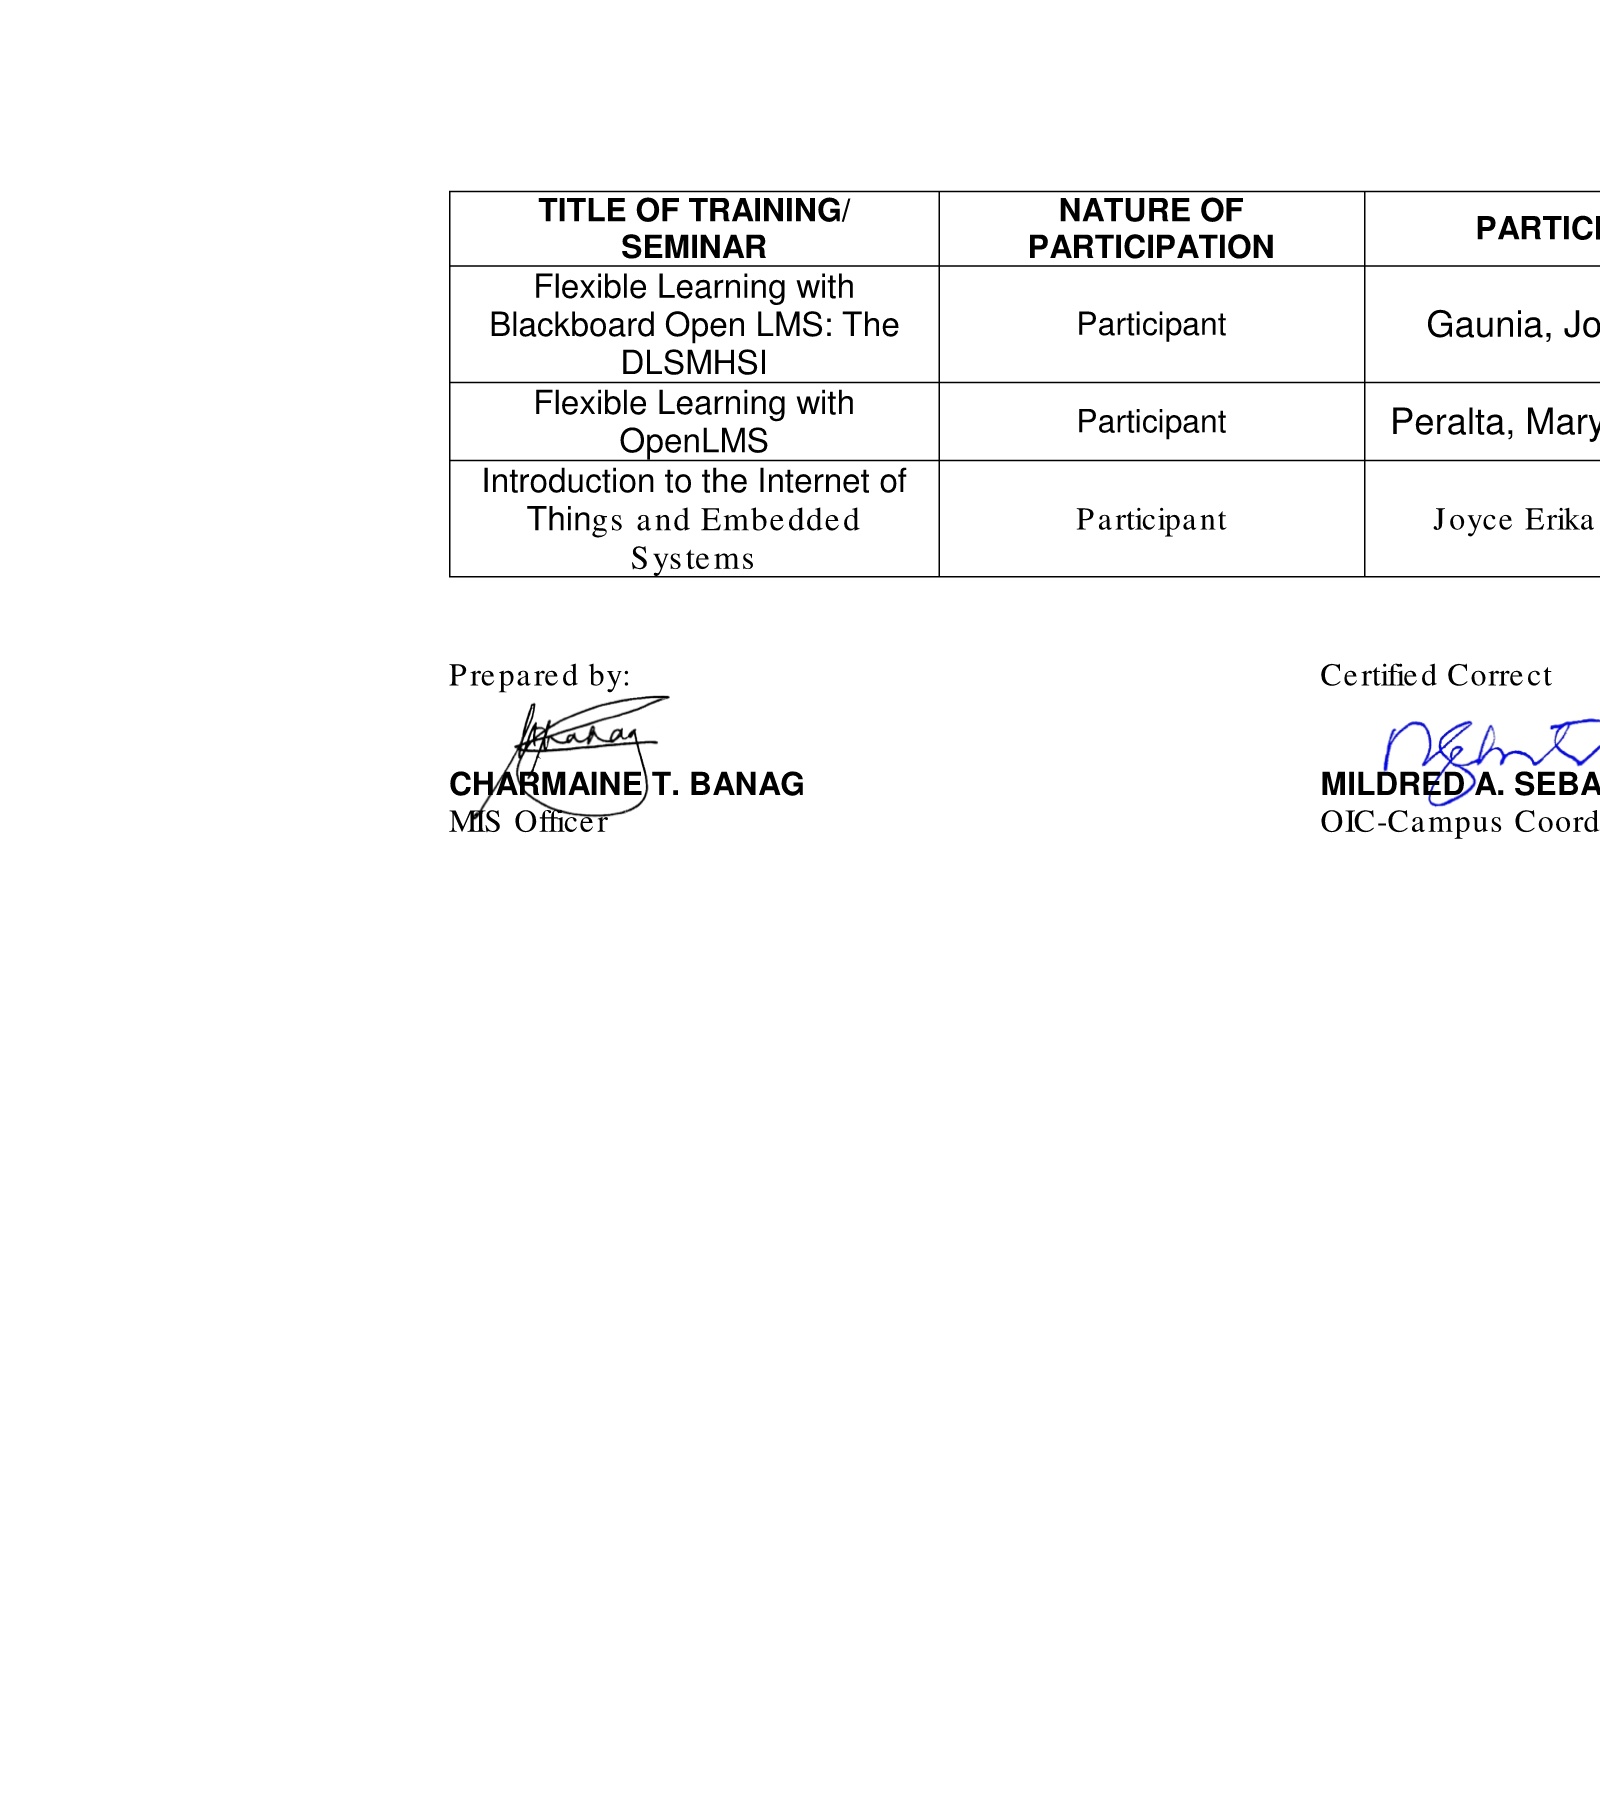 TITLE OF TRAINING/
SEMINAR
NATURE OF
PARTICIPATION
PARTICI
Flexible Learning with
Blackboard Open LMS: The
DLSMHSI
Participant
Gaunia, Jo
Flexible Learning with
OpenLMS
Participant
Peralta, Mary
Introduction to the Internet of
Things and Embedded
Systems
Participant
Joyce Erika
Prepared by:
Certified Correct
CHARMAINE T. BANAG
MILDRED A. SEBA
MIS Officer
OIC-Campus Coord